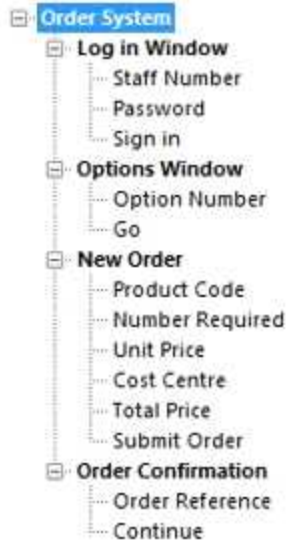 Order System
Log in Window
Staff Number
Password
Sign in
Options Window
Option Number
Go
New Order
Product Code
Number Required
Unit Price
Cost Centre
Total Price
Submit Order
Order Confirmation
Order Reference
Continue